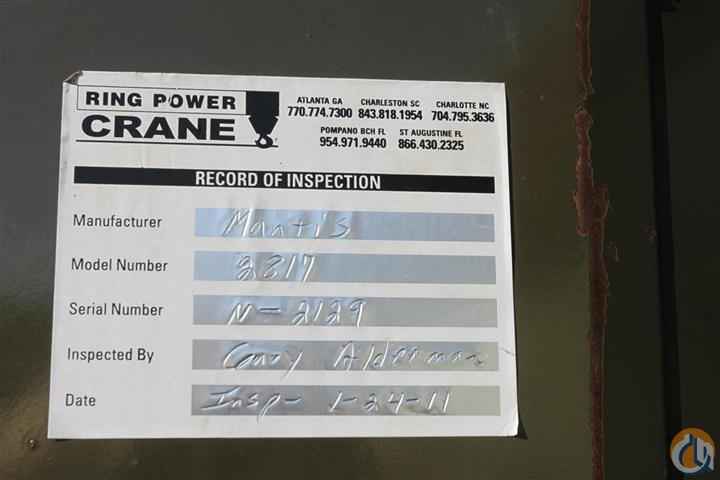 RING POWER
CRANE
ATLANTA GA CHARLESTON SC CHARLOTTE NC
770.774.7300 843.818.1954 704.795.3636
POMPANO BCH FL ST AUGUSTINE FL
954.971.9440 866.430.2325
RECORD OF INSPECTION
Manufacturer Mantis
Model Number
Serial Number N-2129
Inspected By Alderman
Date Insp- 1-24-11